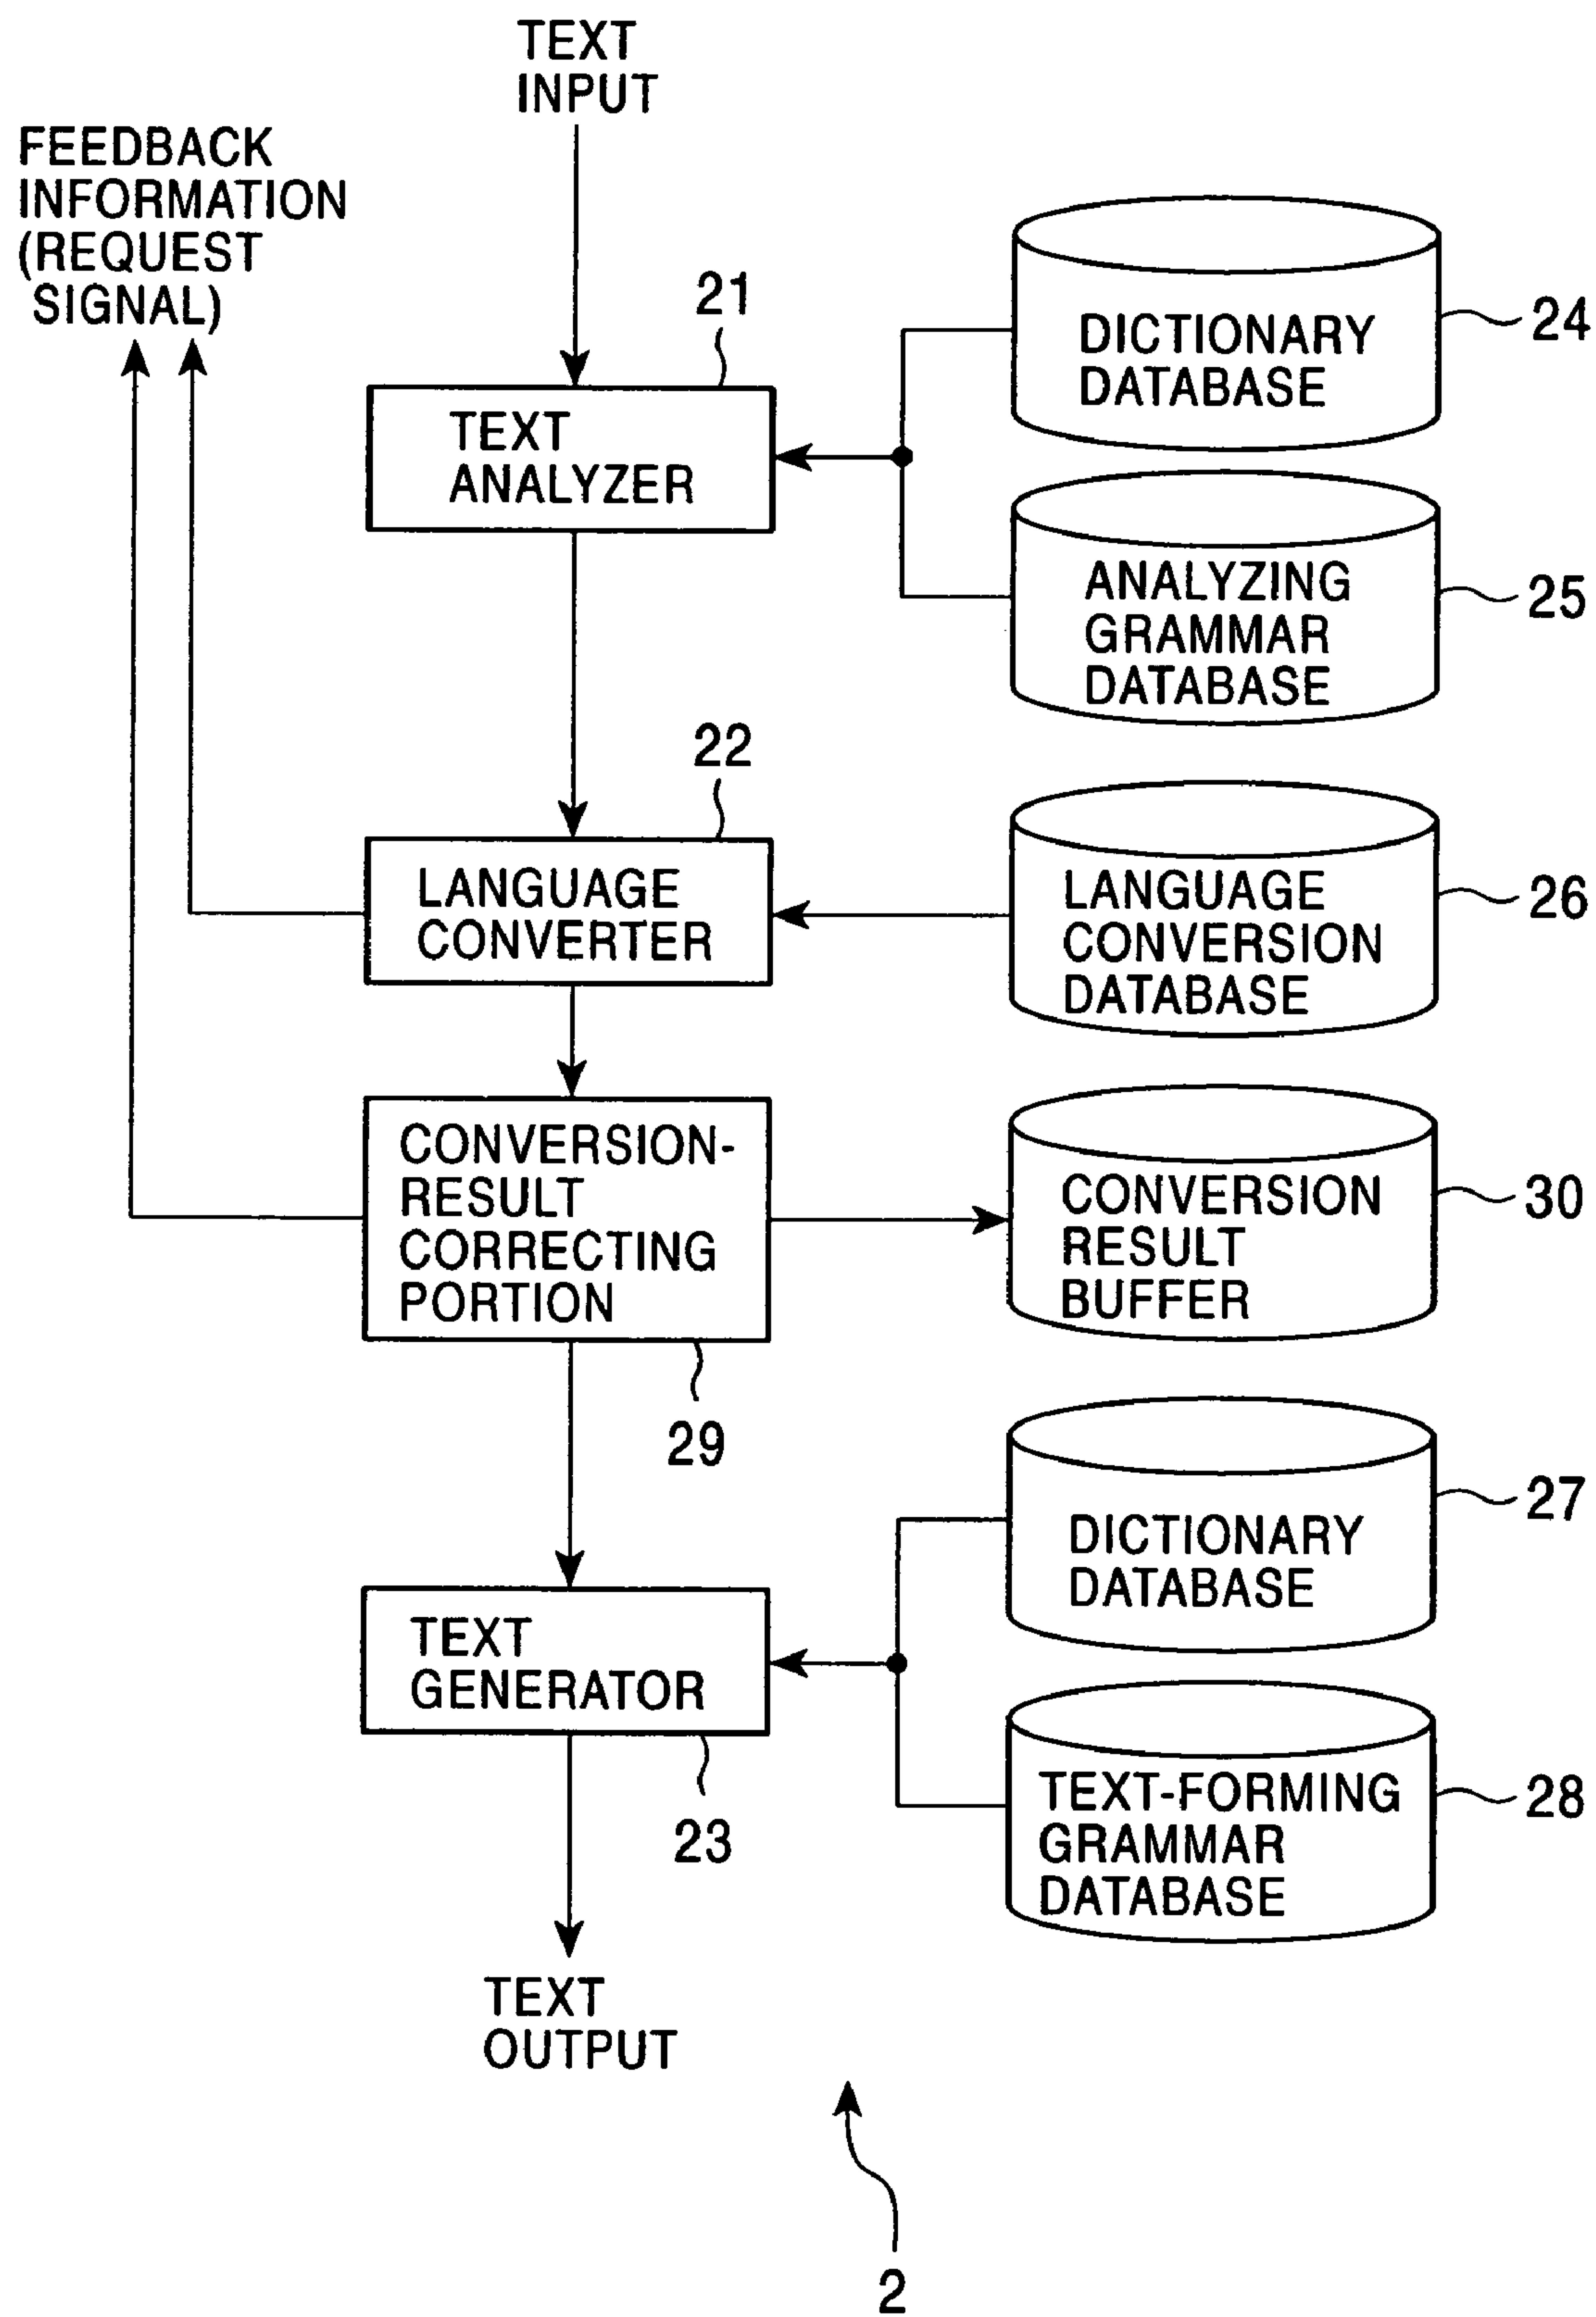 TEXT
INPUT
FEEDBACK
INFORMATION
(REQUEST
SIGNAL)
21
TEXT
ANALYZER
DICTIONARY
DATABASE
24
ANALYZING
GRAMMAR
DATABASE
25
22
LANGUAGE
CONVERTER
LANGUAGE
CONVERSION
DATABASE
26
CONVERSION-
RESULT
CORRECTING
PORTION
29
CONVERSION
RESULT
BUFFER
30
DICTIONARY
DATABASE
27
TEXT
GENERATOR
23
TEXT-FORMING
GRAMMAR
DATABASE
28
TEXT
OUTPUT
2